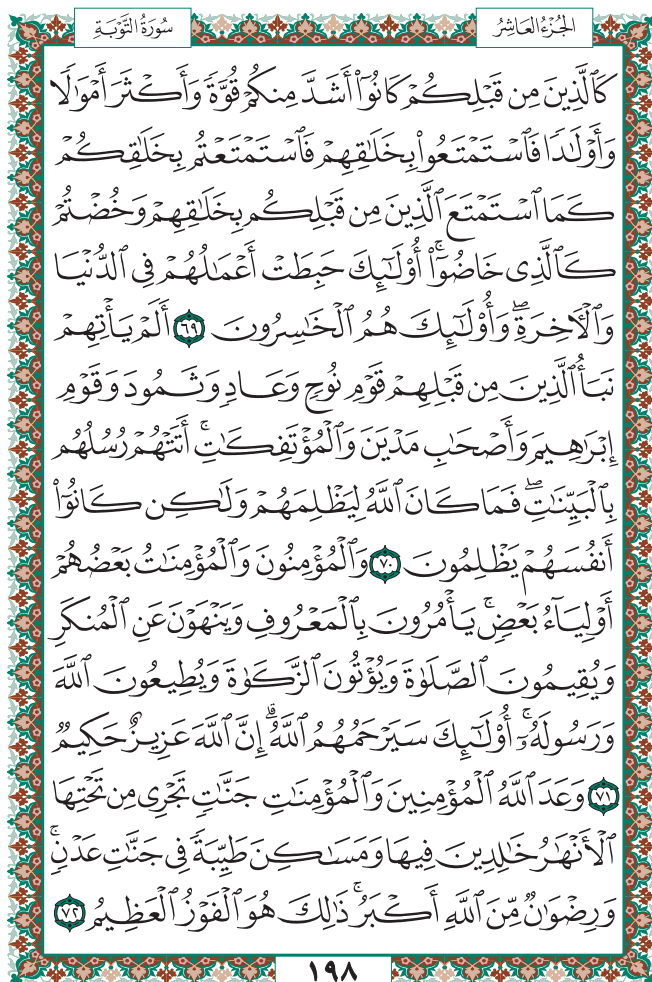 الجُزْءُ العَاشِرُ سُورَةُ التَّوْبَةِ
كَٱلَّذِينَ مِن قَبْلِكُمْ كَانُوٓا۟ أَشَدَّ مِنكُمْ قُوَّةً وَأَكْثَرَ أَمْوَٰلًا
وَأَوْلَٰدًا فَٱسْتَمْتَعُوا۟ بِخَلَٰقِهِمْ فَٱسْتَمْتَعْتُم بِخَلَٰقِكُمْ
كَمَا ٱسْتَمْتَعَ ٱلَّذِينَ مِن قَبْلِكُم بِخَلَٰقِهِمْ وَخُضْتُمْ
كَٱلَّذِى خَاضُوٓا۟ۚ أُو۟لَٰٓئِكَ حَبِطَتْ أَعْمَٰلُهُمْ فِى ٱلدُّنْيَا
وَٱلْءَاخِرَةِۖ وَأُو۟لَٰٓئِكَ هُمُ ٱلْخَٰسِرُونَ ٦٩ أَلَمْ يَأْتِهِمْ
نَبَأُ ٱلَّذِينَ مِن قَبْلِهِمْ قَوْمِ نُوحٍ وَعَادٍ وَثَمُودَ وَقَوْمِ
إِبْرَٰهِيمَ وَأَصْحَٰبِ مَدْيَنَ وَٱلْمُؤْتَفِكَٰتِۚ أَتَتْهُمْ رُسُلُهُم
بِٱلْبَيِّنَٰتِۖ فَمَا كَانَ ٱللَّهُ لِيَظْلِمَهُمْ وَلَٰكِن كَانُوٓا۟
أَنفُسَهُمْ يَظْلِمُونَ ٧٠ وَٱلْمُؤْمِنُونَ وَٱلْمُؤْمِنَٰتُ بَعْضُهُمْ
أَوْلِيَآءُ بَعْضٍۚ يَأْمُرُونَ بِٱلْمَعْرُوفِ وَيَنْهَوْنَ عَنِ ٱلْمُنكَرِ
وَيُقِيمُونَ ٱلصَّلَوٰةَ وَيُؤْتُونَ ٱلزَّكَوٰةَ وَيُطِيعُونَ ٱللَّهَ
وَرَسُولَهُۥٓۚ أُو۟لَٰٓئِكَ سَيَرْحَمُهُمُ ٱللَّهُۗ إِنَّ ٱللَّهَ عَزِيزٌ حَكِيمٌ
٧١ وَعَدَ ٱللَّهُ ٱلْمُؤْمِنِينَ وَٱلْمُؤْمِنَٰتِ جَنَّٰتٍ تَجْرِى مِن تَحْتِهَا
ٱلْأَنْهَٰرُ خَٰلِدِينَ فِيهَا وَمَسَٰكِنَ طَيِّبَةً فِى جَنَّٰتِ عَدْنٍۚ
وَرِضْوَٰنٌ مِّنَ ٱللَّهِ أَكْبَرُۚ ذَٰلِكَ هُوَ ٱلْفَوْزُ ٱلْعَظِيمُ ٧٢
١٩٨